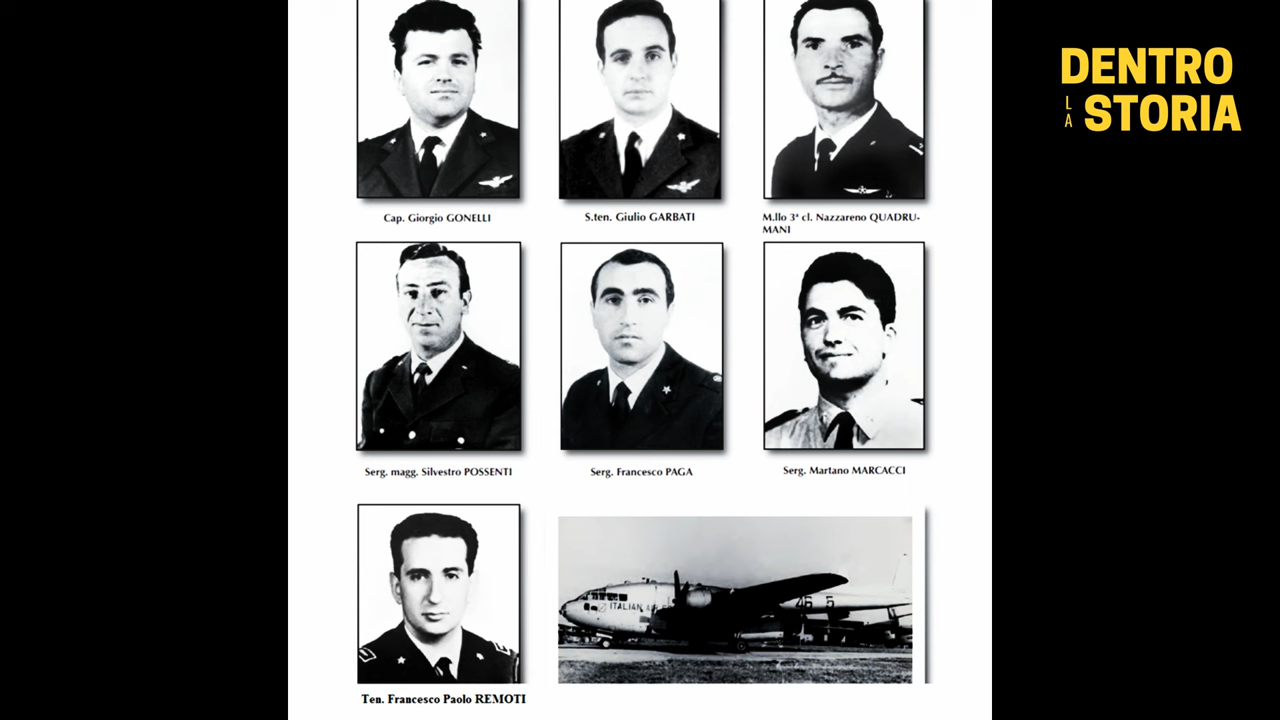 DENTRO
LA STORIA
Cap. Giorgio GONELLI
S.ten. Giulio GARBATI
M.llo 3ª cl. Nazzareno QUADRU-
MANI
Serg. magg. Silvestro POSSENTI
Serg. Francesco PAGA
Serg. Martano MARCACCI
ITALIAN
46 5
Ten. Francesco Paolo REMOTI